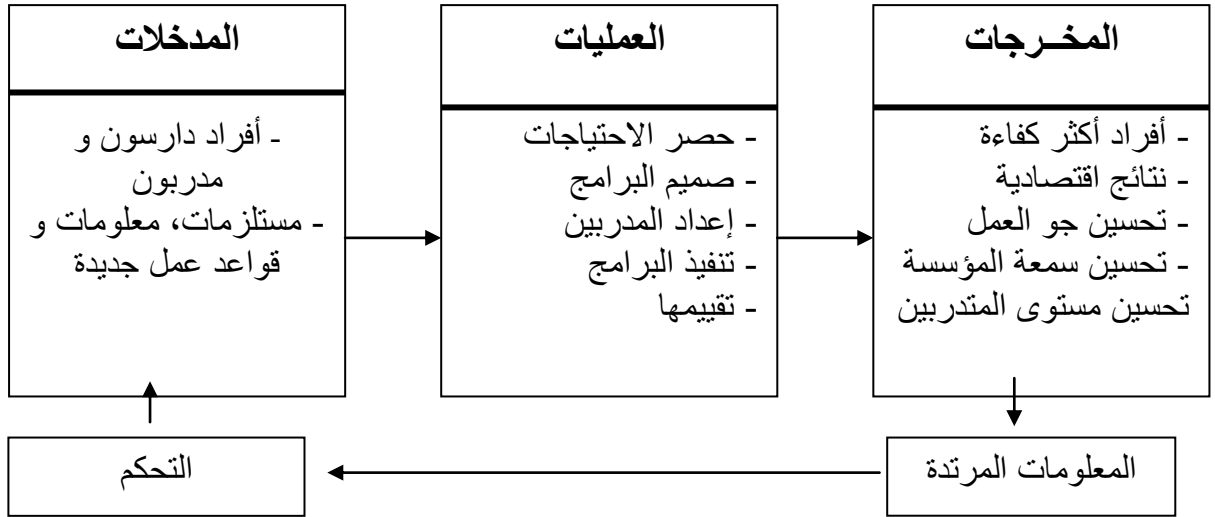 المدخلات
- أفراد دارسون و
مدربون
- مستلزمات، معلومات و
قواعد عمل جديدة
العمليات
- حصر الاحتياجات
- صميم البرامج
- إعداد المدربين
- تنفيذ البرامج
- تقييمها
المخــرجات
- أفراد أكثر كفاءة
- نتائج اقتصادية
- تحسين جو العمل
- تحسين سمعة المؤسسة
تحسين مستوى المتدربين
المعلومات المرتدة
التحكم